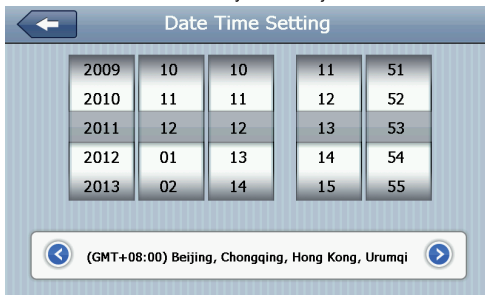 Date Time Setting
2009 10 10 11 51
2010 11 11 12 52
2011 12 12 13 53
2012 01 13 14 54
2013 02 14 15 55
(GMT+08:00) Beijing, Chongqing, Hong Kong, Urumqi